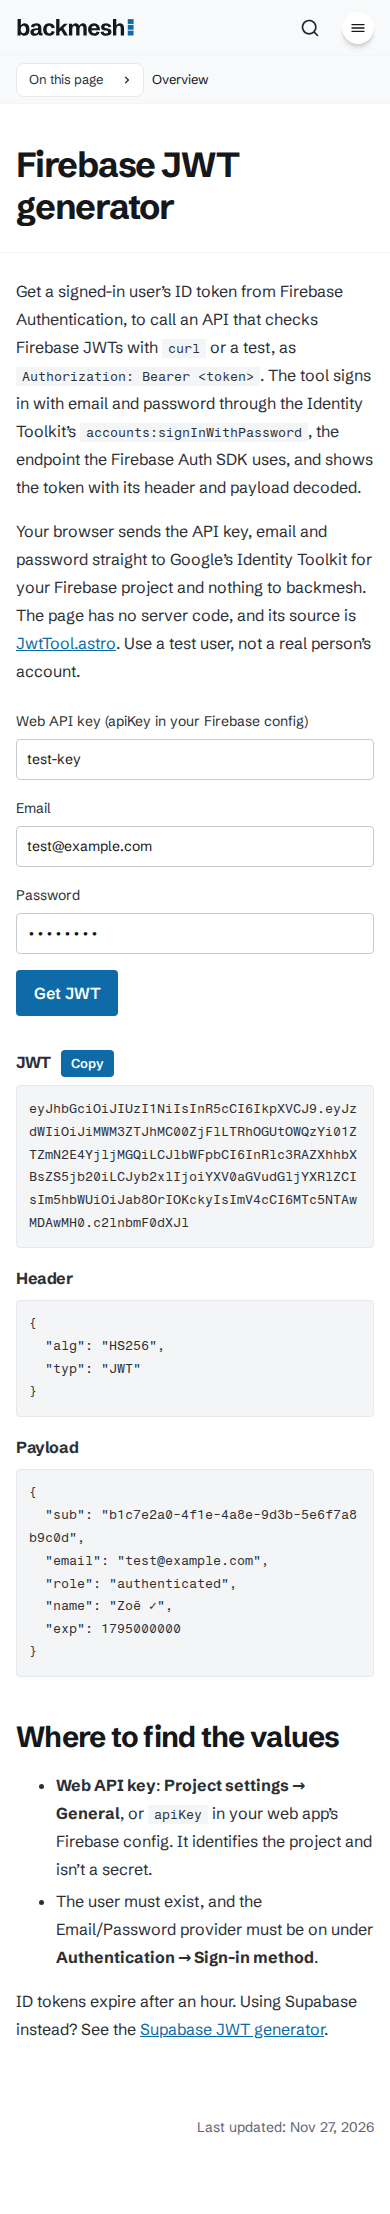 backmesh
On this page
Overview
Firebase JWT
generator
Get a signed-in user's ID token from Firebase
Authentication, to call an API that checks
Firebase JWTs with curl or a test, as
Authorization: Bearer <token>. The tool signs
in with email and password through the Identity
Toolkit's accounts:signInWithPassword, the
endpoint the Firebase Auth SDK uses, and shows
the token with its header and payload decoded.
Your browser sends the API key, email and
password straight to Google's Identity Toolkit for
your Firebase project and nothing to backmesh.
The page has no server code, and its source is
JwtTool.astro. Use a test user, not a real person's
account.
Web API key (apiKey in your Firebase config)
test-key
Email
test@example.com
Password
••••••••
Get JWT
JWT Copy
eyJhbGciOiJIUzI1NiIsInR5cCI6IkpXVCJ9.eyJz
dWIiOiJiMWM3ZTJhMC00ZjFlLTRhOGUtOWQzYi01Z
TZmN2E4YjljMGQiLCJlbWFpbCI6InRlc3RAZXhhbX
BsZS5jb20iLCJyb2xlIjoiYXV0aGVudGljYXRlZCI
sIm5hbWUiOiJab8OrIOKckyIsImV4cCI6MTc5NTAw
MDAwMH0.c2lnbmF0dXJl
Header
{
"alg": "HS256",
"typ": "JWT"
}
Payload
{
"sub": "b1c7e2a0-4f1e-4a8e-9d3b-5e6f7a8
b9c0d",
"email": "test@example.com",
"role": "authenticated",
"name": "Zoë ✓",
"exp": 1795000000
}
Where to find the values
• Web API key: Project settings →
General, or apiKey in your web app's
Firebase config. It identifies the project and
isn't a secret.
• The user must exist, and the
Email/Password provider must be on under
Authentication → Sign-in method.
ID tokens expire after an hour. Using Supabase
instead? See the Supabase JWT generator.
Last updated: Nov 27, 2026